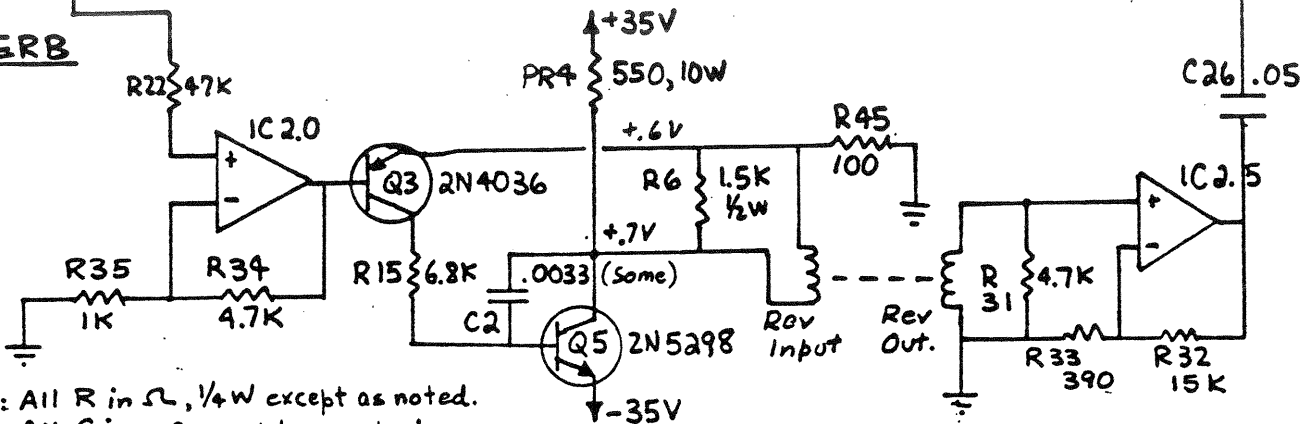 +35V
ERB
PR4 550, 10W
C26 .05
R22 47K
IC 2.0
+.6V
R45
100
+
-
Q3 2N4036
R6 1.5K
½W
IC2.5
+
-
+.7V
R35
1K
R34
4.7K
R15 6.8K
.0033 (Some)
C2
R
31
4.7K
Q5 2N5298
Rev
Input
Rev
Out.
R33
390
R32
15K
: All R in Ω, ¼W except as noted.
-35V